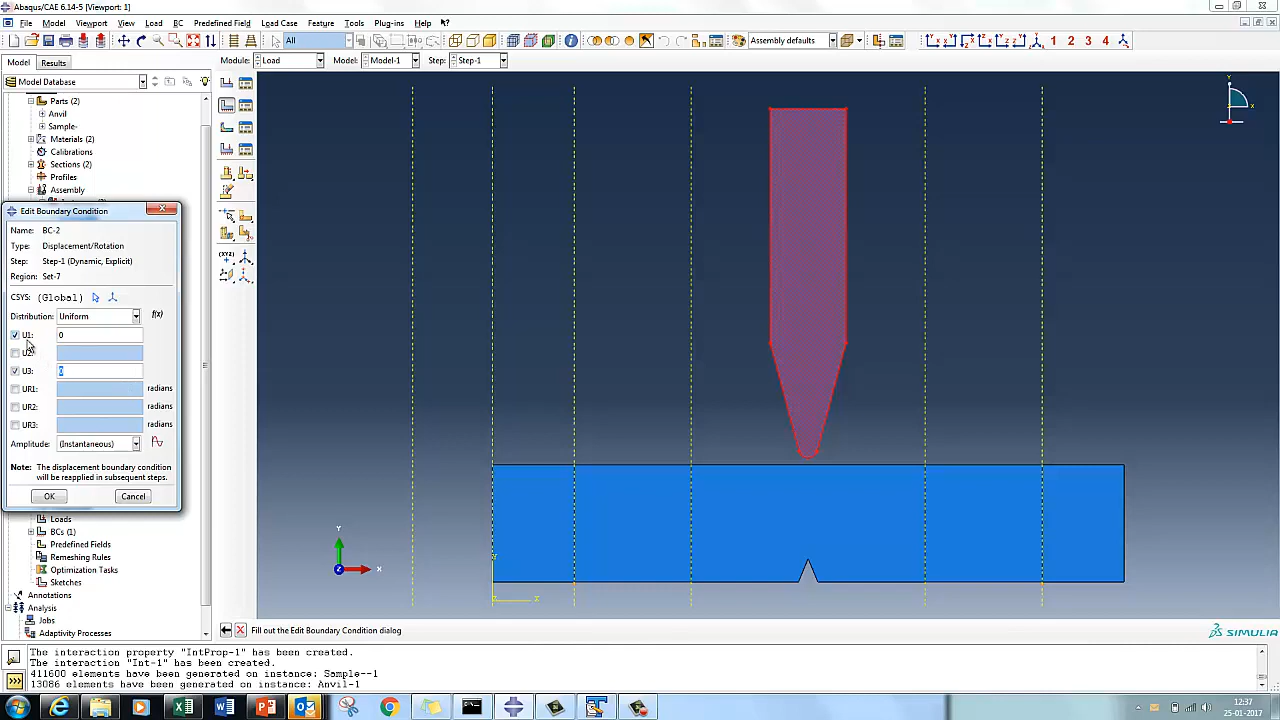 Abaqus/CAE 6.14-5 [Viewport: 1]
File Model Viewport View Load BC Predefined Field Load Case Feature Tools Plug-ins Help
All Assembly defaults 1 2 3 4
Model Results Module: Load Model: Model-1 Step: Step-1
Model Database
Parts (2)
Anvil
Sample-
Materials (2)
Calibrations
Sections (2)
Profiles
Assembly
Edit Boundary Condition
Name: BC-2
Type: Displacement/Rotation
Step: Step-1 (Dynamic, Explicit)
Region: Set-7
CSYS: (Global)
Distribution: Uniform f(x)
U1: 0
U2:
U3: 0
UR1: radians
UR2: radians
UR3: radians
Amplitude: (Instantaneous)
Note: The displacement boundary condition
will be reapplied in subsequent steps.
OK Cancel
Loads
BCs (1)
Predefined Fields
Remeshing Rules
Optimization Tasks
Sketches
Annotations
Analysis
Jobs
Adaptivity Processes
Y
X
Y
X
Z
Y
X
Fill out the Edit Boundary Condition dialog
SIMULIA
The interaction property "IntProp-1" has been created.
The interaction "Int-1" has been created.
411600 elements have been generated on instance: Sample--1
13086 elements have been generated on instance: Anvil-1
12:37
25-01-2017